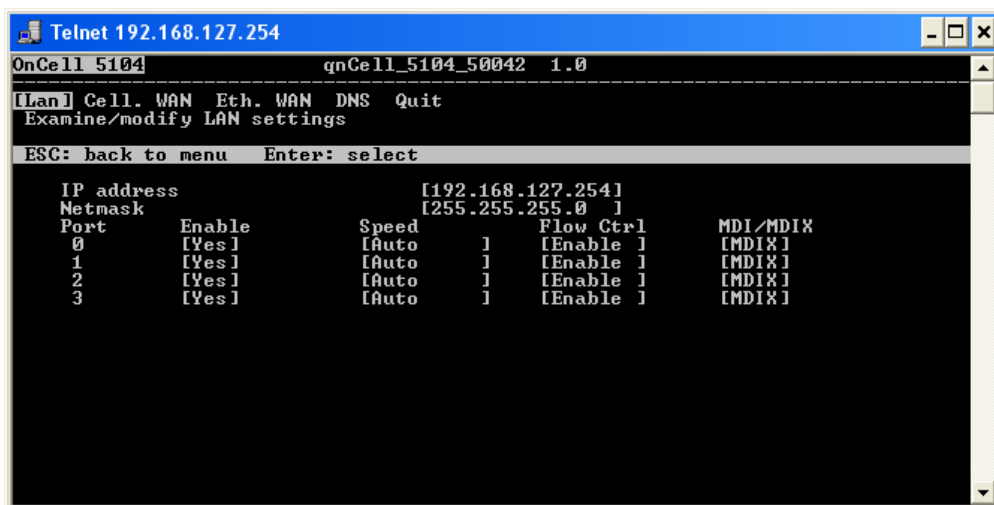 Telnet 192.168.127.254
OnCell 5104 qnCell_5104_50042 1.0
[Lan] Cell. WAN Eth. WAN DNS Quit
Examine/modify LAN settings
ESC: back to menu Enter: select
IP address [192.168.127.254]
Netmask [255.255.255.0 ]
Port Enable Speed Flow Ctrl MDI/MDIX
0 [Yes] [Auto ] [Enable ] [MDIX]
1 [Yes] [Auto ] [Enable ] [MDIX]
2 [Yes] [Auto ] [Enable ] [MDIX]
3 [Yes] [Auto ] [Enable ] [MDIX]